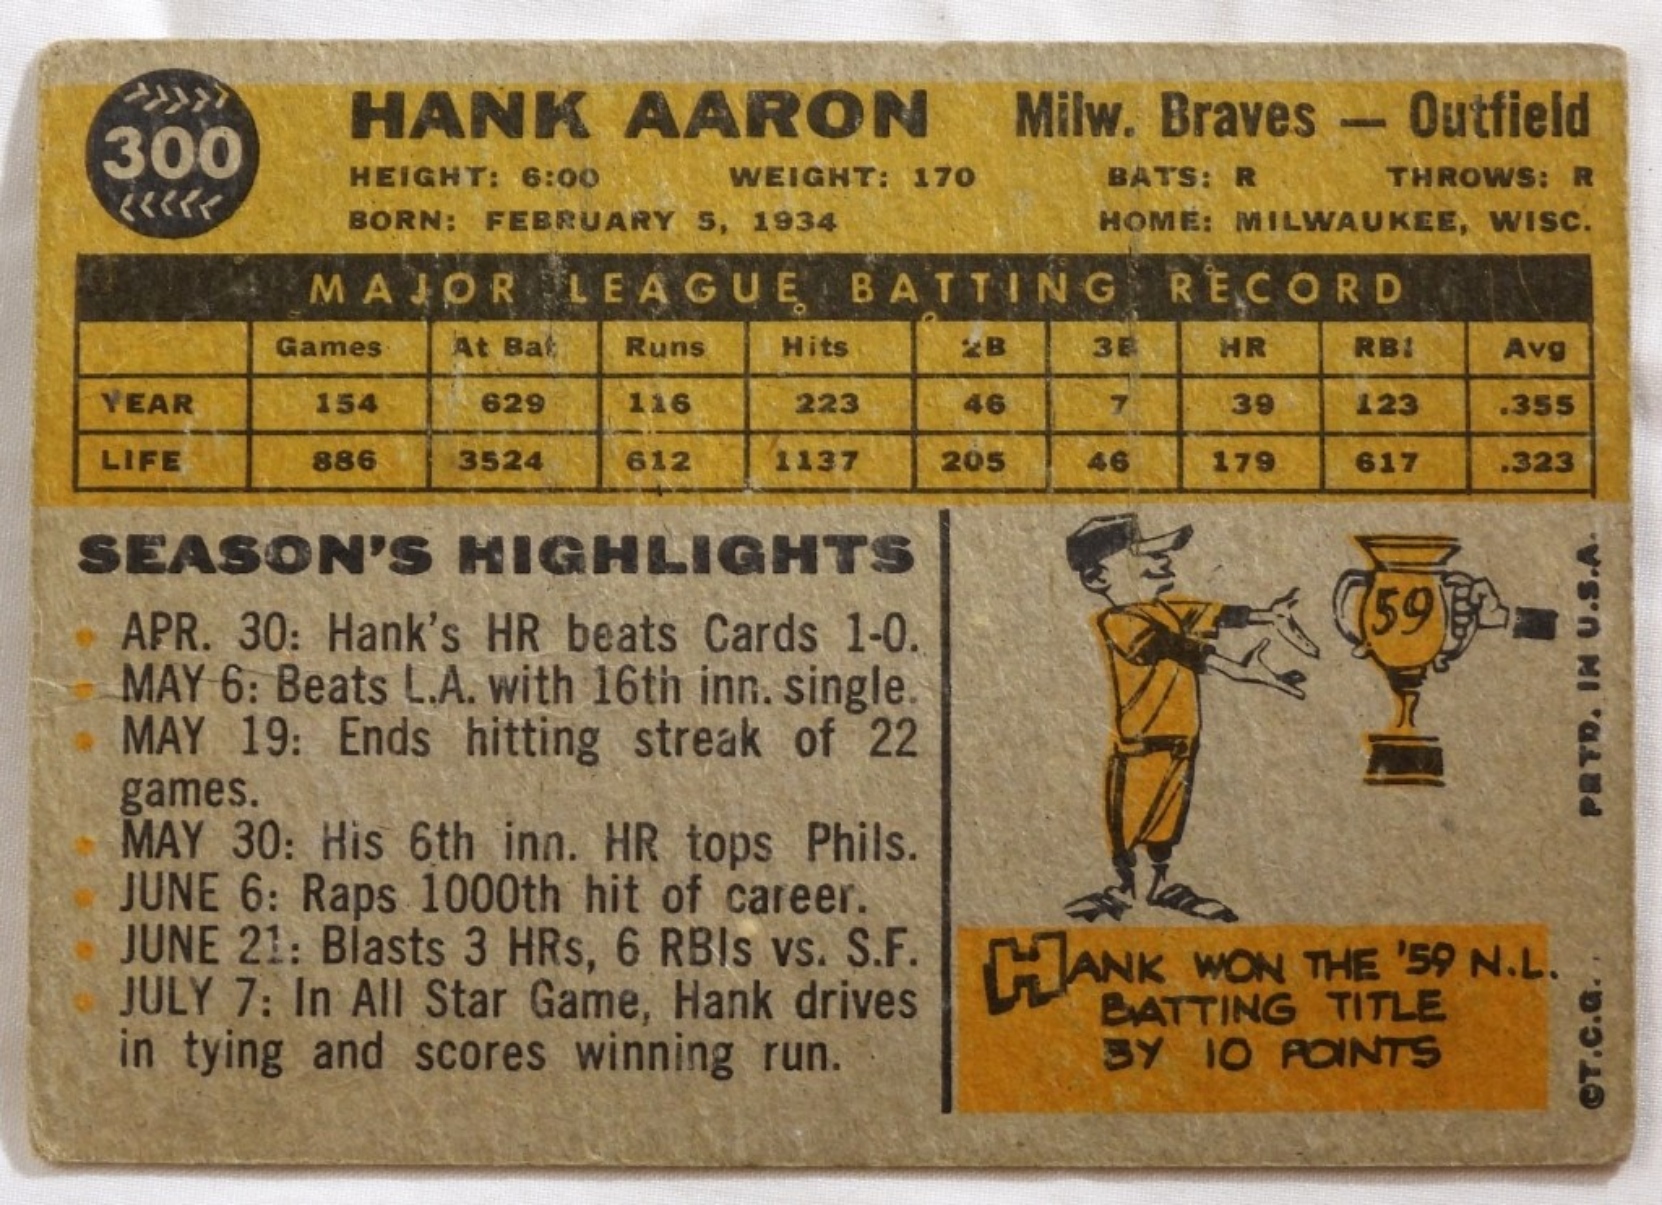 300
HANK AARON Milw. Braves — Outfield
HEIGHT: 6:00 WEIGHT: 170 BATS: R THROWS: R
BORN: FEBRUARY 5, 1934 HOME: MILWAUKEE, WISC.
MAJOR LEAGUE BATTING RECORD
Games At Bat Runs Hits 2B 3B HR RBI Avg
YEAR 154 629 116 223 46 7 39 123 .355
LIFE 886 3524 612 1137 205 46 179 617 .323
SEASON'S HIGHLIGHTS
• APR. 30: Hank's HR beats Cards 1-0.
• MAY 6: Beats L.A. with 16th inn. single.
• MAY 19: Ends hitting streak of 22
games.
• MAY 30: His 6th inn. HR tops Phils.
• JUNE 6: Raps 1000th hit of career.
• JUNE 21: Blasts 3 HRs, 6 RBIs vs. S.F.
• JULY 7: In All Star Game, Hank drives
in tying and scores winning run.
59
HANK WON THE '59 N.L.
BATTING TITLE
BY 10 POINTS
©T.C.G. PRTD. IN U.S.A.